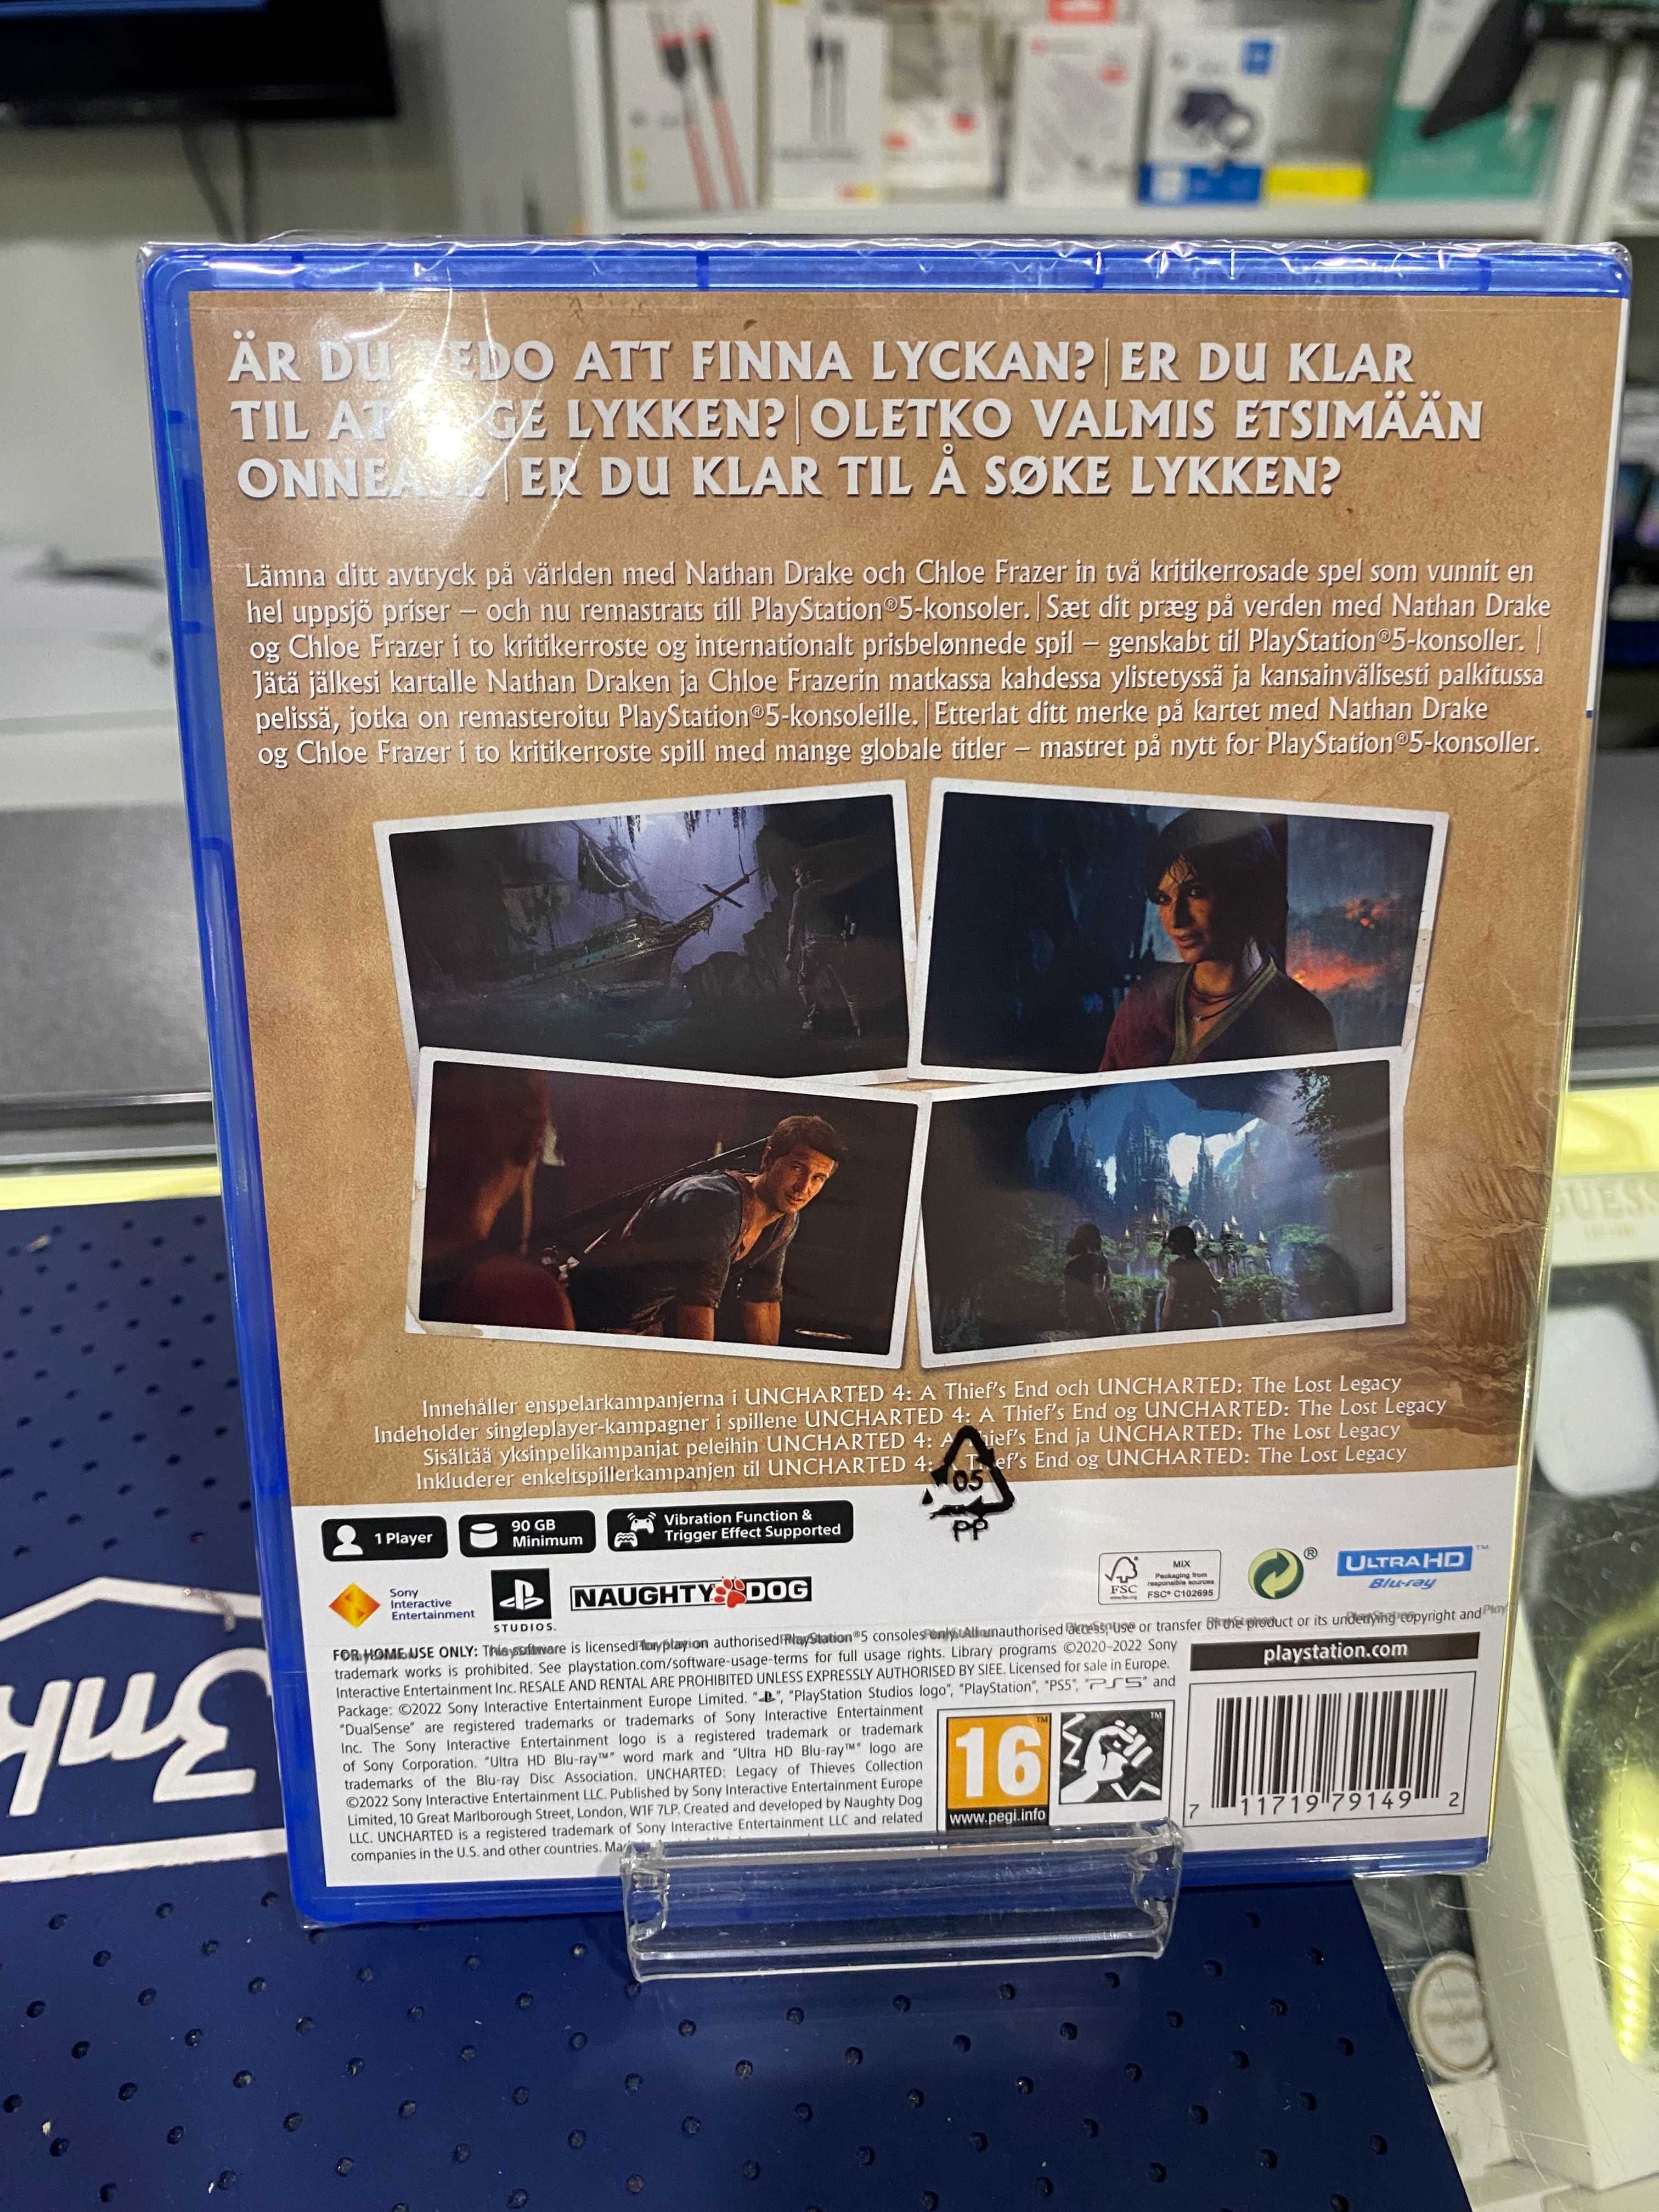 ÄR DU EDO ATT FINNA LYCKAN? | ER DU KLAR
TIL AT GE LYKKEN? | OLETKO VALMIS ETSIMÄÄN
| ER DU KLAR TIL Å SØKE LYKKEN?
Lämna ditt avtryck på världen med Nathan Drake och Chloe Frazer in två kritikerrosade spel som vunnit en
hel uppsjö priser – och nu remastrats till PlayStation®5-konsoler. | Sæt dit præg på verden med Nathan Drake
og Chloe Frazer i to kritikerroste og internationalt prisbelønnede spil – genskabt til PlayStation®5-konsoller. |
Jätä jälkesi kartalle Nathan Draken ja Chloe Frazerin matkassa kahdessa ylistetyssä ja kansainvälisesti palkitussa
pelissä, jotka on remasteroitu PlayStation®5-konsoleille. | Etterlat ditt merke på kartet med Nathan Drake
og Chloe Frazer i to kritikerroste spill med mange globale titler – mastret på nytt for PlayStation®5-konsoller.
Innehåller enspelarkampanjerna i UNCHARTED 4: A Thief's End och UNCHARTED: The Lost Legacy
Indeholder singleplayer-kampagner i spillene UNCHARTED 4: A Thief's End og UNCHARTED: The Lost Legacy
Sisältää yksinpelikampanjat peleihin UNCHARTED 4: A Thief's End ja UNCHARTED: The Lost Legacy
Inkluderer enkeltspillerkampanjen til UNCHARTED 4: A Thief's End og UNCHARTED: The Lost Legacy
05
PP
1 Player
90 GB
Minimum
Vibration Function &
Trigger Effect Supported
Sony
Interactive
Entertainment
STUDIOS.
NAUGHTY DOG
FSC
www.fsc.org
MIX
Packaging from
responsible sources
FSC® C102695
®
ULTRA HD™
Blu-ray
FOR HOME USE ONLY: This software is licensed for play on authorised PlayStation®5 consoles only. All unauthorised access, use or transfer of the product or its underlying copyright and
trademark works is prohibited. See playstation.com/software-usage-terms for full usage rights. Library programs ©2020-2022 Sony
Interactive Entertainment Inc. RESALE AND RENTAL ARE PROHIBITED UNLESS EXPRESSLY AUTHORISED BY SIEE. Licensed for sale in Europe.
Package: ©2022 Sony Interactive Entertainment Europe Limited. "", "PlayStation Studios logo", "PlayStation", "PS5", "PS5" and
"DualSense" are registered trademarks or trademarks of Sony Interactive Entertainment
Inc. The Sony Interactive Entertainment logo is a registered trademark or trademark
of Sony Corporation. "Ultra HD Blu-ray™" word mark and "Ultra HD Blu-ray™" logo are
trademarks of the Blu-ray Disc Association. UNCHARTED: Legacy of Thieves Collection
©2022 Sony Interactive Entertainment LLC. Published by Sony Interactive Entertainment Europe
Limited, 10 Great Marlborough Street, London, W1F 7LP. Created and developed by Naughty Dog
LLC. UNCHARTED is a registered trademark of Sony Interactive Entertainment LLC and related
companies in the U.S. and other countries.
playstation.com
16™
www.pegi.info
™
7 11719 79149 2
GUESS